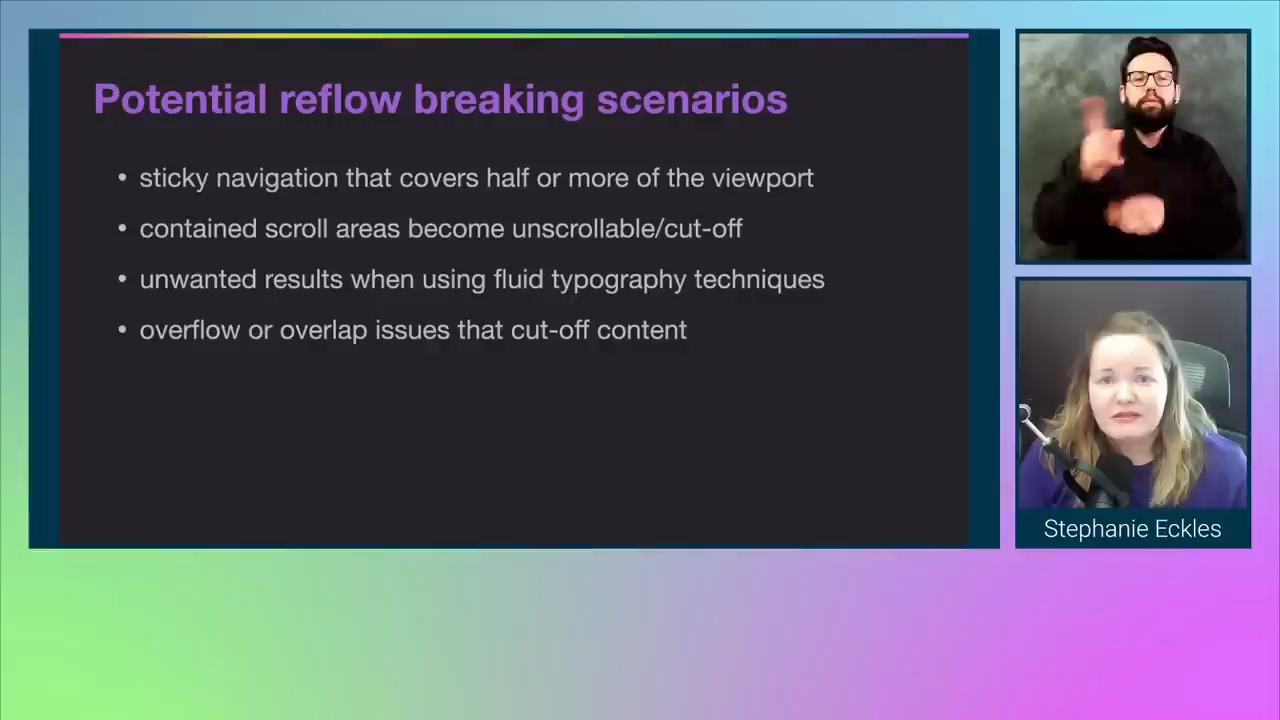 Potential reflow breaking scenarios
• sticky navigation that covers half or more of the viewport
• contained scroll areas become unscrollable/cut-off
• unwanted results when using fluid typography techniques
• overflow or overlap issues that cut-off content
Stephanie Eckles